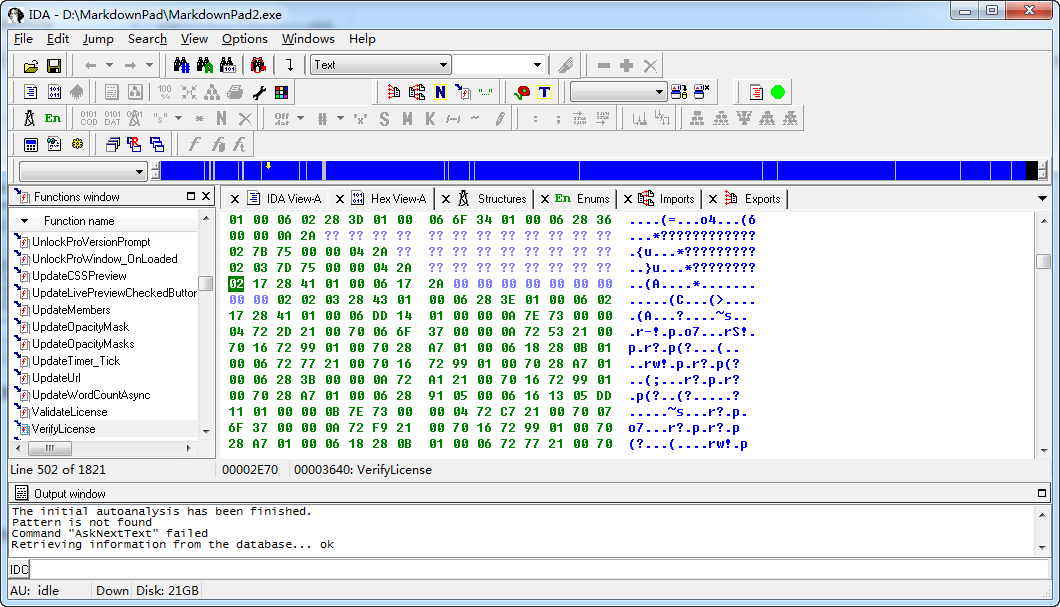 IDA - D:\MarkdownPad\MarkdownPad2.exe
File Edit Jump Search View Options Windows Help
Text
En
Functions window
IDA View-A Hex View-A Structures En Enums Imports Exports
Function name
UnlockProVersionPrompt
UnlockProWindow_OnLoaded
UpdateCSSPreview
UpdateLivePreviewCheckedButtor
UpdateMembers
UpdateOpacityMask
UpdateOpacityMasks
UpdateTimer_Tick
UpdateUrl
UpdateWordCountAsync
ValidateLicense
VerifyLicense
Line 502 of 1821
01 00 06 02 28 3D 01 00 06 6F 34 01 00 06 28 36 ....(=...o4...(6
00 00 0A 2A ?? ?? ?? ?? ?? ?? ?? ?? ?? ?? ?? ?? ...*????????????
02 7B 75 00 00 04 2A ?? ?? ?? ?? ?? ?? ?? ?? ?? .{u...*?????????
02 03 7D 75 00 00 04 2A ?? ?? ?? ?? ?? ?? ?? ?? ..}u...*????????
02 17 28 41 01 00 06 17 2A 00 00 00 00 00 00 00 ..(A....*.......
00 00 02 02 03 28 43 01 00 06 28 3E 01 00 06 02 .....(C...(>....
17 28 41 01 00 06 DD 14 01 00 00 0A 7E 73 00 00 .(A...?....~s..
04 72 2D 21 00 70 06 6F 37 00 00 0A 72 53 21 00 .r-!.p.o7...rS!.
70 16 72 99 01 00 70 28 A7 01 00 06 18 28 0B 01 p.r?.p(?...(..
00 06 72 77 21 00 70 16 72 99 01 00 70 28 A7 01 ..rw!.p.r?.p(?
00 06 28 3B 00 00 0A 72 A1 21 00 70 16 72 99 01 ..(;...r?.p.r?
00 70 28 A7 01 00 06 28 91 05 00 06 16 13 05 DD .p(?..(?.....?
11 01 00 00 0B 7E 73 00 00 04 72 C7 21 00 70 07 .....~s...r?.p.
6F 37 00 00 0A 72 F9 21 00 70 16 72 99 01 00 70 o7...r?.p.r?.p
28 A7 01 00 06 18 28 0B 01 00 06 72 77 21 00 70 (?...(....rw!.p
00002E70 00003640: VerifyLicense
Output window
The initial autoanalysis has been finished.
Pattern is not found
Command "AskNextText" failed
Retrieving information from the database... ok
IDC
AU: idle Down Disk: 21GB